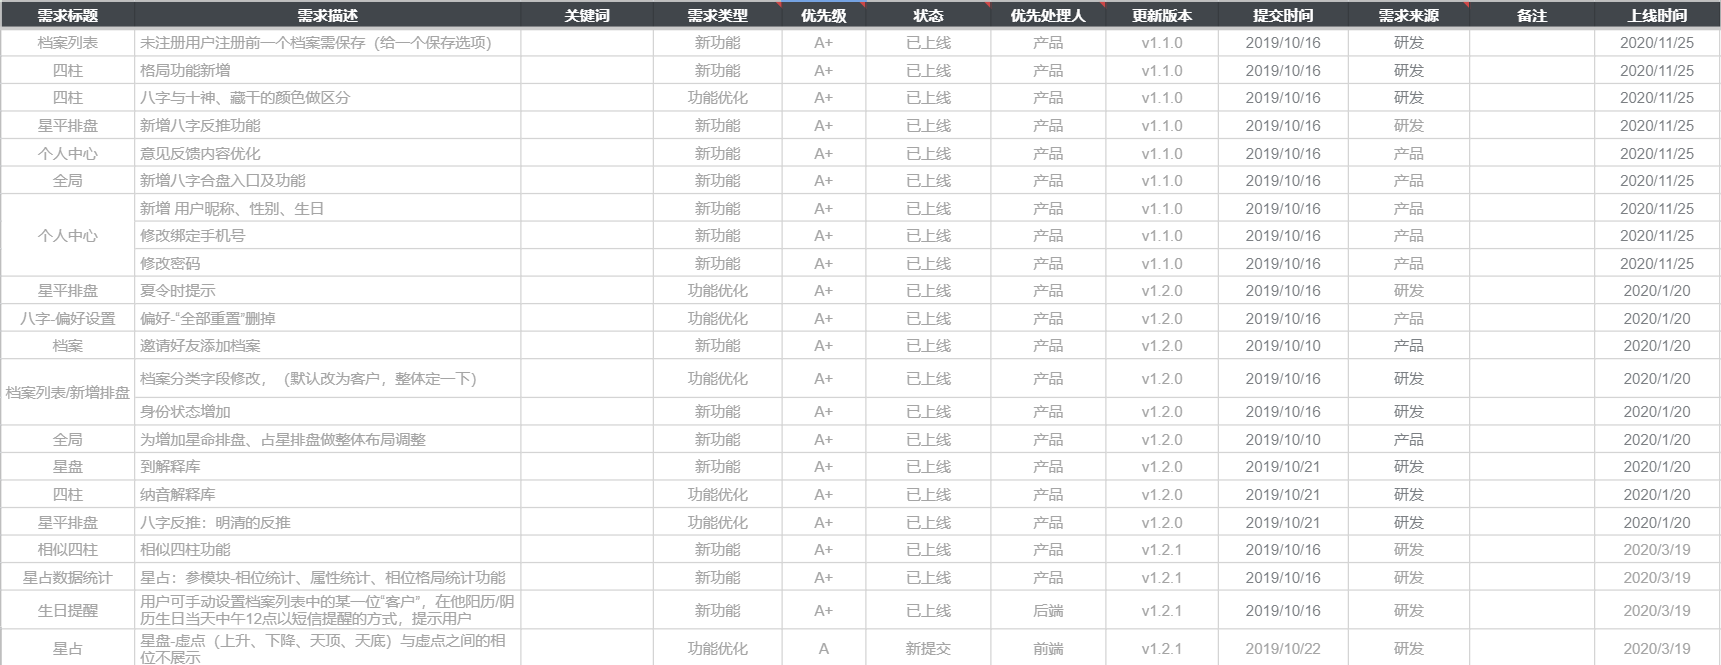 需求标题 需求描述 关键词 需求类型 优先级 状态 优先处理人 更新版本 提交时间 需求来源 备注 上线时间
档案列表 未注册用户注册前一个档案需保存（给一个保存选项） 新功能 A+ 已上线 产品 v1.1.0 2019/10/16 研发 2020/11/25
四柱 格局功能新增 新功能 A+ 已上线 产品 v1.1.0 2019/10/16 研发 2020/11/25
四柱 八字与十神、藏干的颜色做区分 功能优化 A+ 已上线 产品 v1.1.0 2019/10/16 研发 2020/11/25
星平排盘 新增八字反推功能 新功能 A+ 已上线 产品 v1.1.0 2019/10/16 研发 2020/11/25
个人中心 意见反馈内容优化 新功能 A+ 已上线 产品 v1.1.0 2019/10/16 产品 2020/11/25
全局 新增八字合盘入口及功能 新功能 A+ 已上线 产品 v1.1.0 2019/10/16 产品 2020/11/25
新增 用户昵称、性别、生日 新功能 A+ 已上线 产品 v1.1.0 2019/10/16 产品 2020/11/25
个人中心 修改绑定手机号 新功能 A+ 已上线 产品 v1.1.0 2019/10/16 产品 2020/11/25
修改密码 新功能 A+ 已上线 产品 v1.1.0 2019/10/16 产品 2020/11/25
星平排盘 夏令时提示 功能优化 A+ 已上线 产品 v1.2.0 2019/10/16 研发 2020/1/20
八字-偏好设置 偏好-“全部重置”删掉 功能优化 A+ 已上线 产品 v1.2.0 2019/10/16 产品 2020/1/20
档案 邀请好友添加档案 新功能 A+ 已上线 产品 v1.2.0 2019/10/10 产品 2020/1/20
档案列表/新增排盘 档案分类字段修改，（默认改为客户，整体定一下） 功能优化 A+ 已上线 产品 v1.2.0 2019/10/16 研发 2020/1/20
身份状态增加 新功能 A+ 已上线 产品 v1.2.0 2019/10/16 研发 2020/1/20
全局 为增加星命排盘、占星排盘做整体布局调整 新功能 A+ 已上线 产品 v1.2.0 2019/10/10 产品 2020/1/20
星盘 到解释库 新功能 A+ 已上线 产品 v1.2.0 2019/10/21 研发 2020/1/20
四柱 纳音解释库 功能优化 A+ 已上线 产品 v1.2.0 2019/10/21 研发 2020/1/20
星平排盘 八字反推：明清的反推 功能优化 A+ 已上线 产品 v1.2.0 2019/10/21 研发 2020/1/20
相似四柱 相似四柱功能 新功能 A+ 已上线 产品 v1.2.1 2019/10/16 研发 2020/3/19
星占数据统计 星占：参模块-相位统计、属性统计、相位格局统计功能 新功能 A+ 已上线 产品 v1.2.1 2019/10/16 研发 2020/3/19
生日提醒 用户可手动设置档案列表中的某一位“客户”，在他阳历/阴 新功能 A+ 已上线 后端 v1.2.1 2019/10/16 研发 2020/3/19
历生日当天中午12点以短信提醒的方式，提示用户
星占 星盘-虚点（上升、下降、天顶、天底）与虚点之间的相 功能优化 A 新提交 前端 v1.2.1 2019/10/22 研发 2020/3/19
位不展示